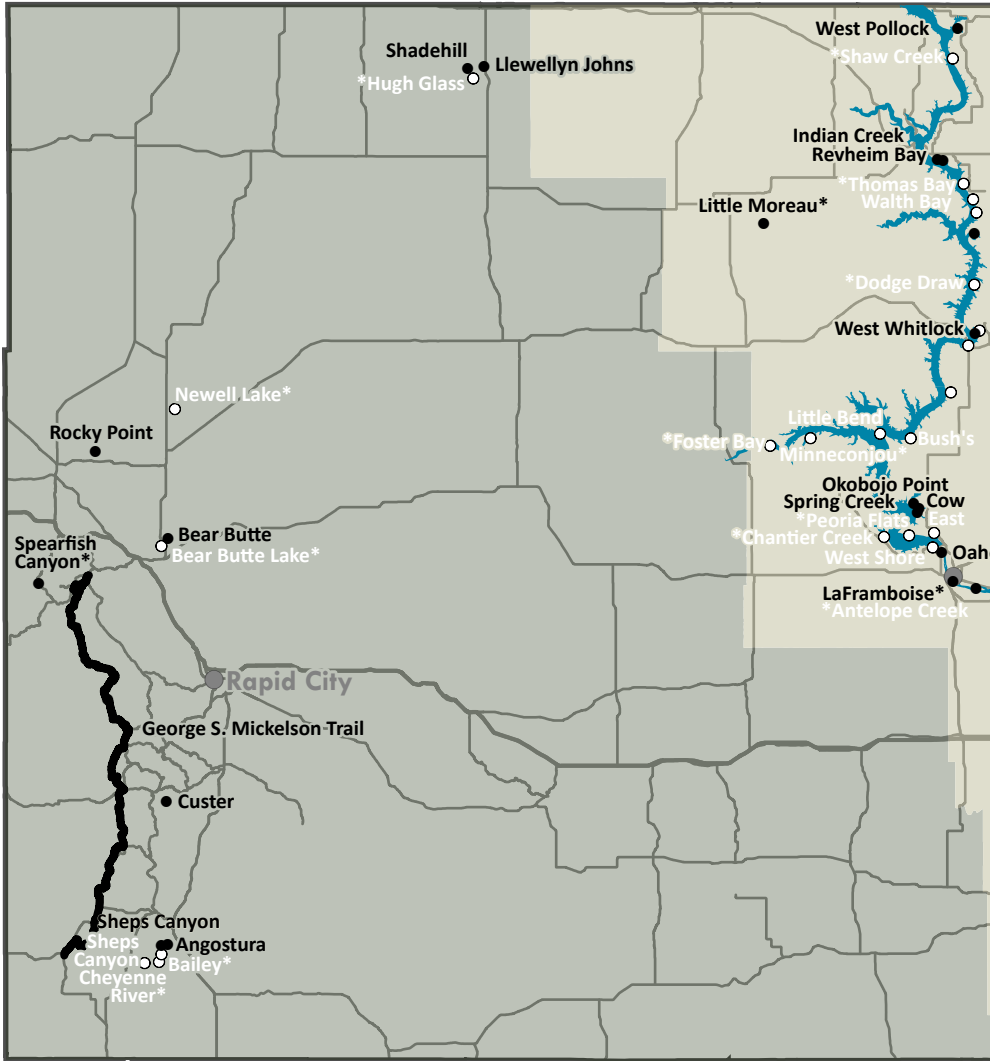 West Pollock
*Shaw Creek
Shadehill
Llewellyn Johns
*Hugh Glass
Indian Creek
Revheim Bay
*Thomas Bay
Walth Bay
Little Moreau*
*Dodge Draw
West Whitlock
Newell Lake*
Rocky Point
Little Bend
*Foster Bay
Bush's
Minneconjou*
Okobojo Point
Spring Creek
Cow
*Peoria Flats
East
*Chantier Creek
West Shore
Bear Butte
Bear Butte Lake*
Spearfish
Canyon*
LaFramboise*
*Antelope Creek
Rapid City
George S. Mickelson Trail
Custer
Sheps Canyon
Angostura
Sheps
Canyon
Bailey*
Cheyenne
River*